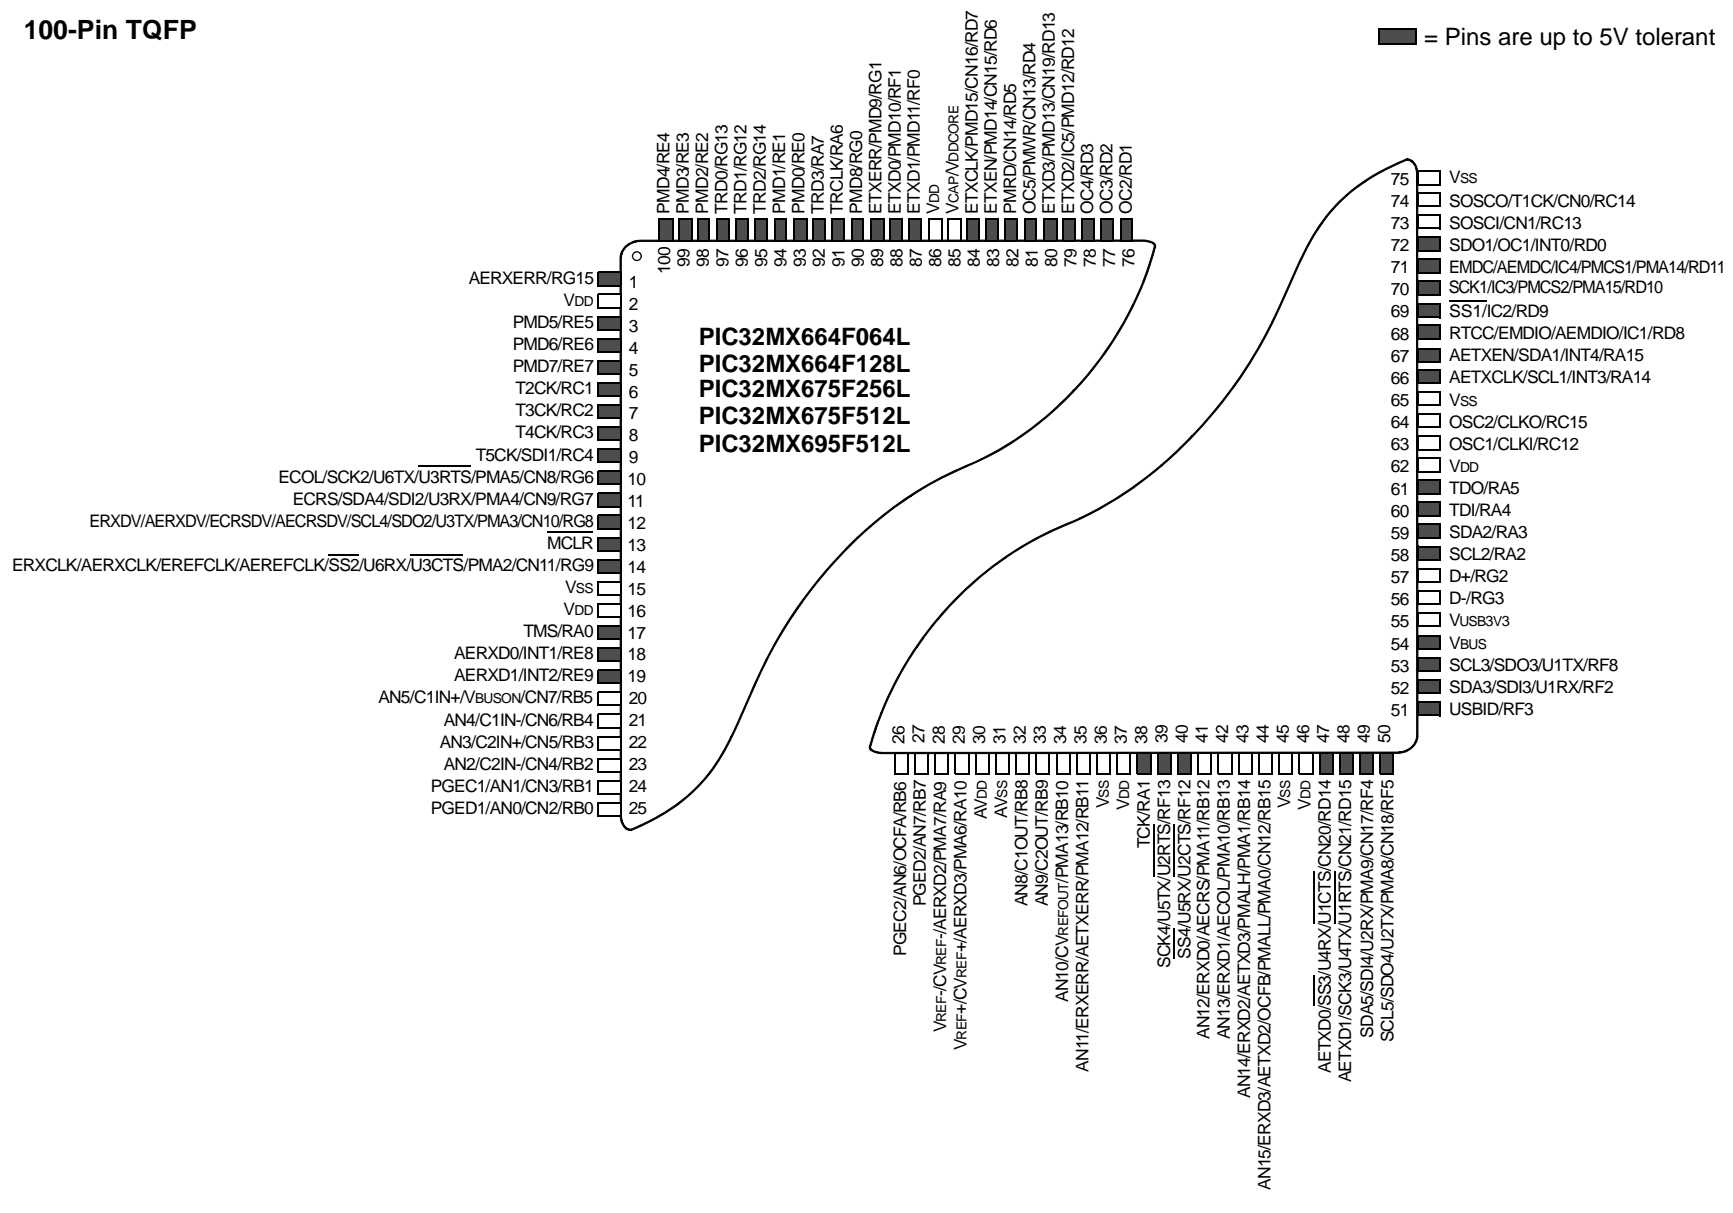 100-Pin TQFP
= Pins are up to 5V tolerant
PMD4/RE4
PMD3/RE3
PMD2/RE2
TRD0/RG13
TRD1/RG12
TRD2/RG14
PMD1/RE1
PMD0/RE0
TRD3/RA7
TRCLK/RA6
PMD8/RG0
ETXERR/PMD9/RG1
ETXD0/PMD10/RF1
ETXD1/PMD11/RF0
VDD
VCAP/VDDCORE
ETXCLK/PMD15/CN16/RD7
ETXEN/PMD14/CN15/RD6
PMRD/CN14/RD5
OC5/PMWR/CN13/RD4
ETXD3/PMD13/CN19/RD13
ETXD2/IC5/PMD12/RD12
OC4/RD3
OC3/RD2
OC2/RD1
100 99 98 97 96 95 94 93 92 91 90 89 88 87 86 85 84 83 82 81 80 79 78 77 76
AERXERR/RG15 1
VDD 2
PMD5/RE5 3
PMD6/RE6 4
PMD7/RE7 5
T2CK/RC1 6
T3CK/RC2 7
T4CK/RC3 8
T5CK/SDI1/RC4 9
ECOL/SCK2/U6TX/U3RTS/PMA5/CN8/RG6 10
ECRS/SDA4/SDI2/U3RX/PMA4/CN9/RG7 11
ERXDV/AERXDV/ECRSDV/AECRSDV/SCL4/SDO2/U3TX/PMA3/CN10/RG8 12
MCLR 13
ERXCLK/AERXCLK/EREFCLK/AEREFCLK/SS2/U6RX/U3CTS/PMA2/CN11/RG9 14
VSS 15
VDD 16
TMS/RA0 17
AERXD0/INT1/RE8 18
AERXD1/INT2/RE9 19
AN5/C1IN+/VBUSON/CN7/RB5 20
AN4/C1IN-/CN6/RB4 21
AN3/C2IN+/CN5/RB3 22
AN2/C2IN-/CN4/RB2 23
PGEC1/AN1/CN3/RB1 24
PGED1/AN0/CN2/RB0 25
PIC32MX664F064L
PIC32MX664F128L
PIC32MX675F256L
PIC32MX675F512L
PIC32MX695F512L
75 VSS
74 SOSCO/T1CK/CN0/RC14
73 SOSCI/CN1/RC13
72 SDO1/OC1/INT0/RD0
71 EMDC/AEMDC/IC4/PMCS1/PMA14/RD11
70 SCK1/IC3/PMCS2/PMA15/RD10
69 SS1/IC2/RD9
68 RTCC/EMDIO/AEMDIO/IC1/RD8
67 AETXEN/SDA1/INT4/RA15
66 AETXCLK/SCL1/INT3/RA14
65 VSS
64 OSC2/CLKO/RC15
63 OSC1/CLKI/RC12
62 VDD
61 TDO/RA5
60 TDI/RA4
59 SDA2/RA3
58 SCL2/RA2
57 D+/RG2
56 D-/RG3
55 VUSB3V3
54 VBUS
53 SCL3/SDO3/U1TX/RF8
52 SDA3/SDI3/U1RX/RF2
51 USBID/RF3
26 27 28 29 30 31 32 33 34 35 36 37 38 39 40 41 42 43 44 45 46 47 48 49 50
PGEC2/AN6/OCFA/RB6
PGED2/AN7/RB7
VREF-/CVREF-/AERXD2/PMA7/RA9
VREF+/CVREF+/AERXD3/PMA6/RA10
AVDD
AVSS
AN8/C1OUT/RB8
AN9/C2OUT/RB9
AN10/CVREFOUT/PMA13/RB10
AN11/ERXERR/AETXERR/PMA12/RB11
VSS
VDD
TCK/RA1
SCK4/U5TX/U2RTS/RF13
SS4/U5RX/U2CTS/RF12
AN12/ERXD0/AECRS/PMA11/RB12
AN13/ERXD1/AECOL/PMA10/RB13
AN14/ERXD2/AETXD3/PMALH/PMA1/RB14
AN15/ERXD3/AETXD2/OCFB/PMALL/PMA0/CN12/RB15
VSS
VDD
AETXD0/SS3/U4RX/U1CTS/CN20/RD14
AETXD1/SCK3/U4TX/U1RTS/CN21/RD15
SDA5/SDI4/U2RX/PMA9/CN17/RF4
SCL5/SDO4/U2TX/PMA8/CN18/RF5